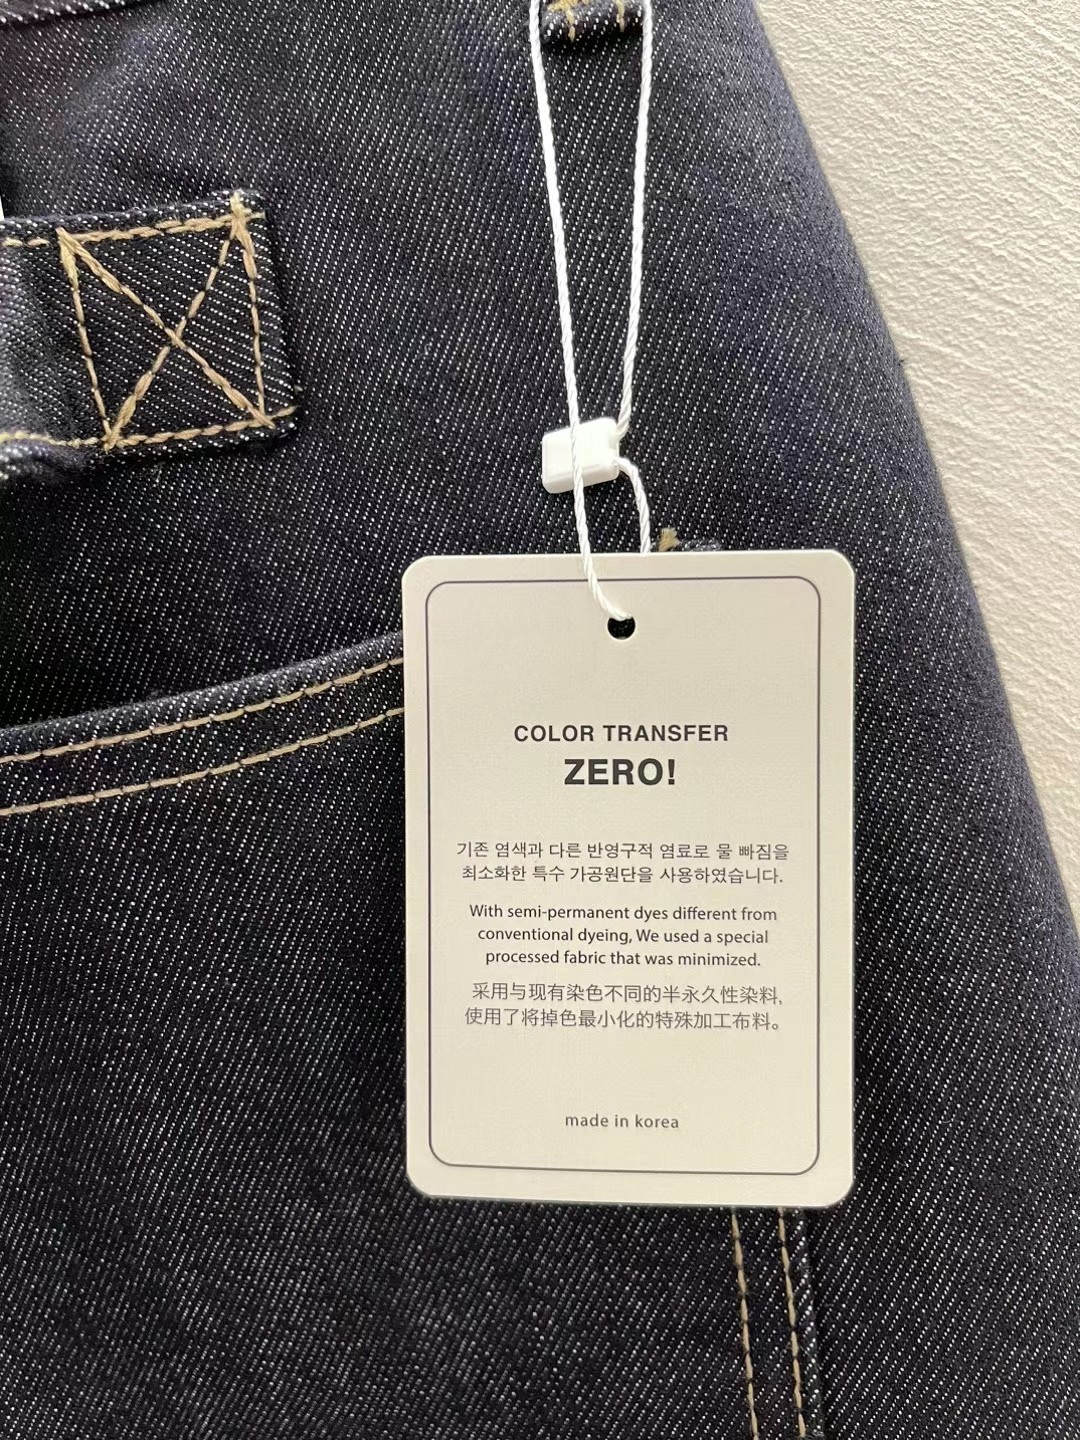 COLOR TRANSFER
ZERO!
기존 염색과 다른 반영구적 염료로 물 빠짐을
최소화한 특수 가공원단을 사용하였습니다.
With semi-permanent dyes different from
conventional dyeing, We used a special
processed fabric that was minimized.
采用与现有染色不同的半永久性染料,
使用了将掉色最小化的特殊加工布料。
made in korea